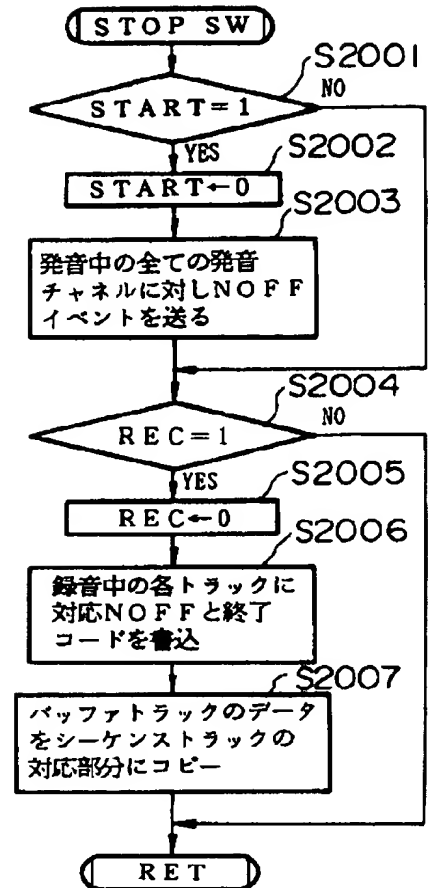 STOP SW
S2001
START=1
NO
YES
S2002
START←0
S2003
発音中の全ての発音
チャネルに対しNOFF
イベントを送る
S2004
REC=1
NO
YES
S2005
REC←0
S2006
録音中の各トラックに
対応NOFFと終了
コードを書込
S2007
バッファトラックのデータ
をシーケンストラックの
対応部分にコピー
RET